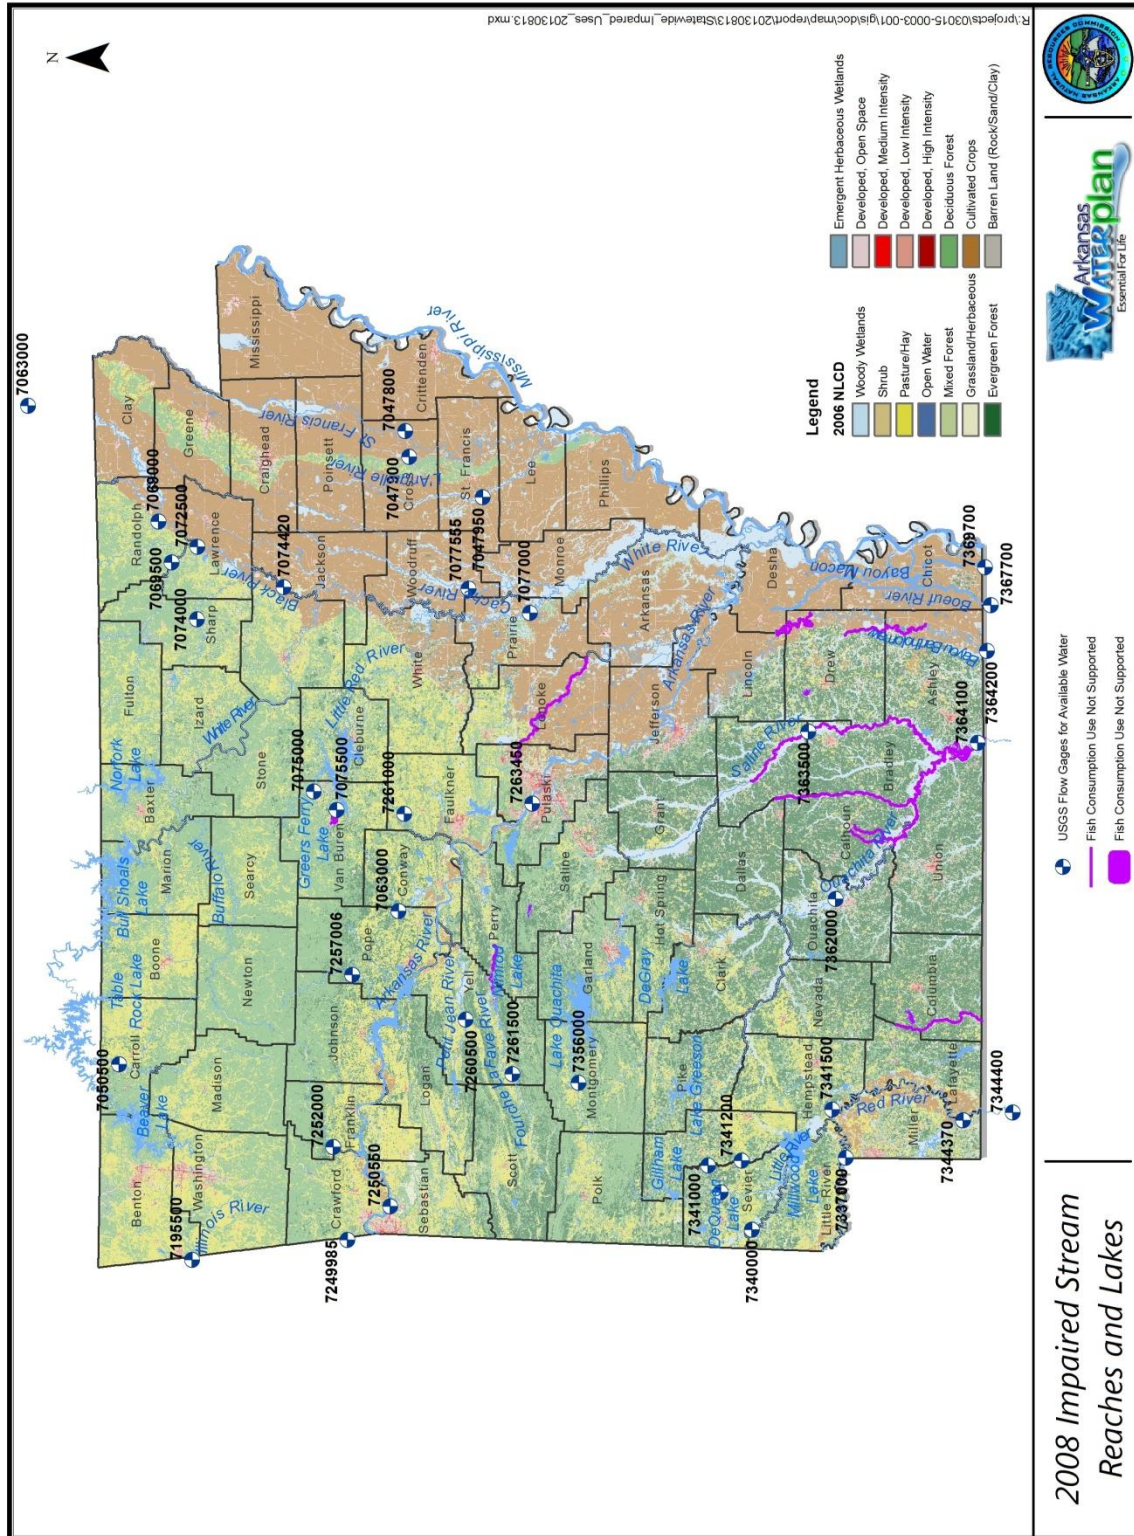 R:\projects\03015-0003-001\gis\doc\map\report\20130813\Statewide_Impared_Uses_20130813.mxd
N
7063000
7050500
Table
Rock Lake
Bull Shoals
Lake
Norfork
Lake
Beaver
Lake
Benton
Carroll
Boone
Marion
Baxter
Fulton
Randolph
Clay
7069000
7195500
Illinois River
Washington
Madison
Newton
Searcy
Buffalo River
Stone
Izard
White River
Sharp
7074000
7069500
7072500
Lawrence
Greene
Craighead
Mississippi
7074420
Black River
Jackson
Poinsett
St. Francis River
L'Anguille River
7249985
Crawford
7252000
Franklin
Johnson
7257006
Pope
Van Buren
Greers Ferry
Lake
7075000
7075500
Cleburne
Little Red River
White
Woodruff
7047900
Cross
7047800
Crittenden
Mississippi River
7250550
Sebastian
Logan
Arkansas River
7063000
Conway
7261000
Faulkner
Petit Jean River
Yell
7260500
Fourche La Fave River
7261500
Perry
Nimrod
Lake
Scott
Cache
River
7077555
7047950
St. Francis
Lee
7077000
Prairie
Monroe
Lonoke
7263450
Pulaski
Polk
Montgomery
7356000
Lake Ouachita
Garland
Saline
White River
Phillips
Arkansas
Arkansas River
Jefferson
Grant
Hot Spring
DeGray
Lake
Clark
Pike
Lake Greeson
Gilham
Lake
7341000
DeQueen
Lake
7341200
Sevier
7340000
Dallas
Saline River
Lincoln
Desha
Bayou Macon
Boeuf River
Chicot
Drew
7363500
Bradley
Calhoun
Ouachita River
Ouachita
7362000
Nevada
Hempstead
7341500
Little River
Millwood
Lake
Little River
7337000
Red River
Miller
Lafayette
7344370
7344400
Columbia
Union
Ashley
Bayou Bartholomew
7364100
7364200
7367700
7369700
Legend
2006 NLCD
Woody Wetlands
Shrub
Pasture/Hay
Open Water
Mixed Forest
Grassland/Herbaceous
Evergreen Forest
Emergent Herbaceous Wetlands
Developed, Open Space
Developed, Medium Intensity
Developed, Low Intensity
Developed, High Intensity
Deciduous Forest
Cultivated Crops
Barren Land (Rock/Sand/Clay)
2008 Impaired Stream
Reaches and Lakes
USGS Flow Gages for Available Water
Fish Consumption Use Not Supported
Fish Consumption Use Not Supported
Arkansas
WATERplan
Essential For Life
ARKANSAS NATURAL RESOURCES COMMISSION